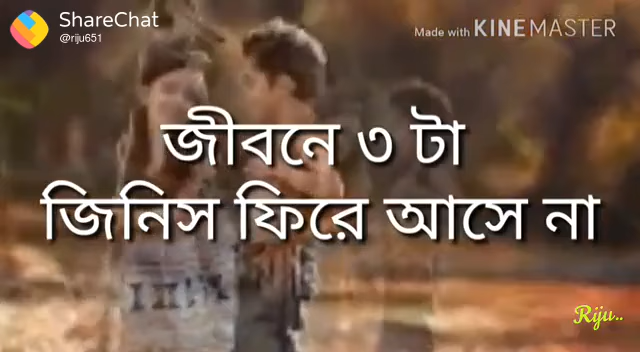 ShareChat
@riju651
Made with KINEMASTER
জীবনে ৩ টা
জিনিস ফিরে আসে না
Riju..